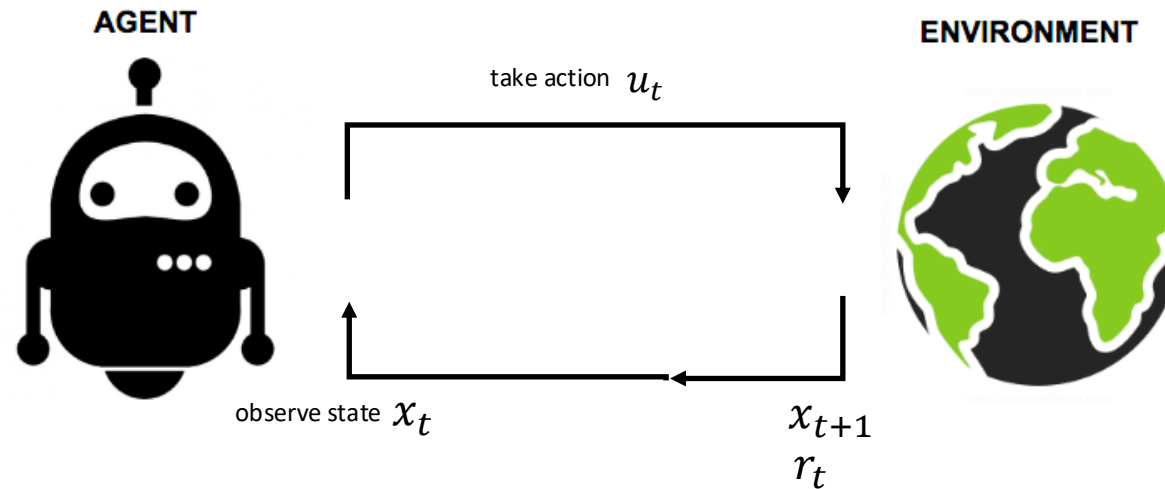 AGENT
ENVIRONMENT
take action u_t
observe state x_t
x_{t+1}
r_t